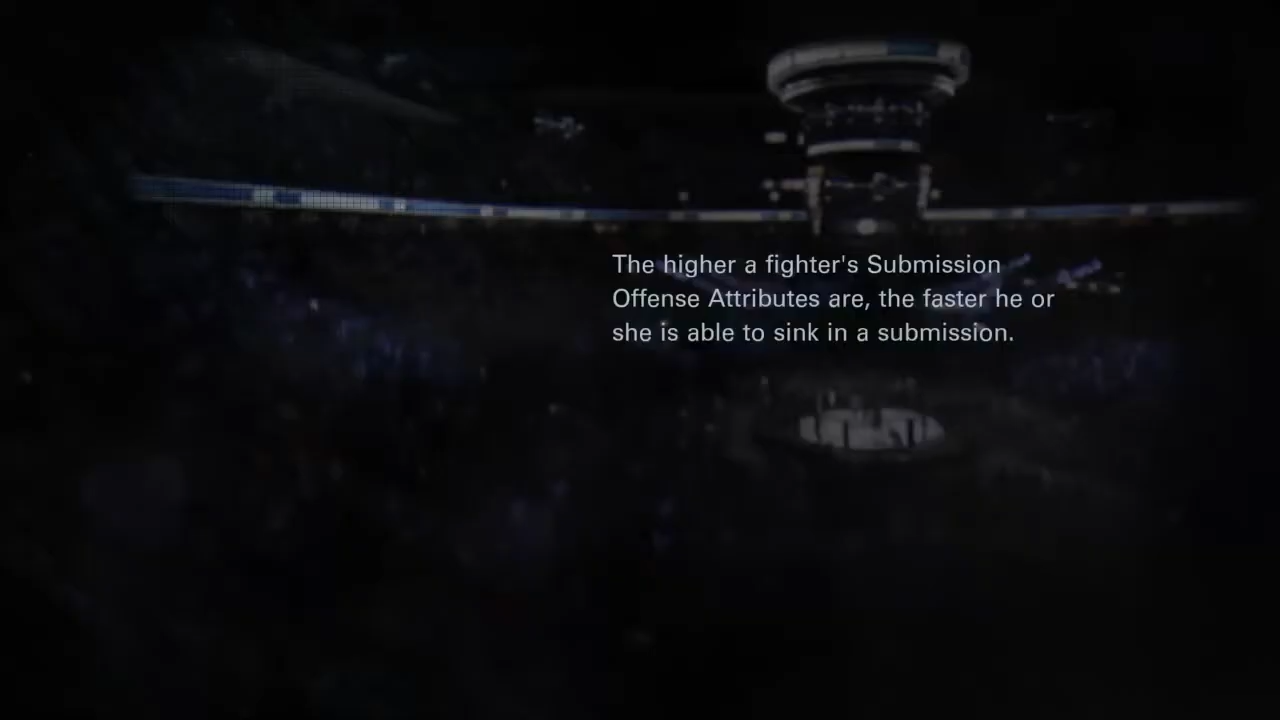 The higher a fighter's Submission
Offense Attributes are, the faster he or
she is able to sink in a submission.